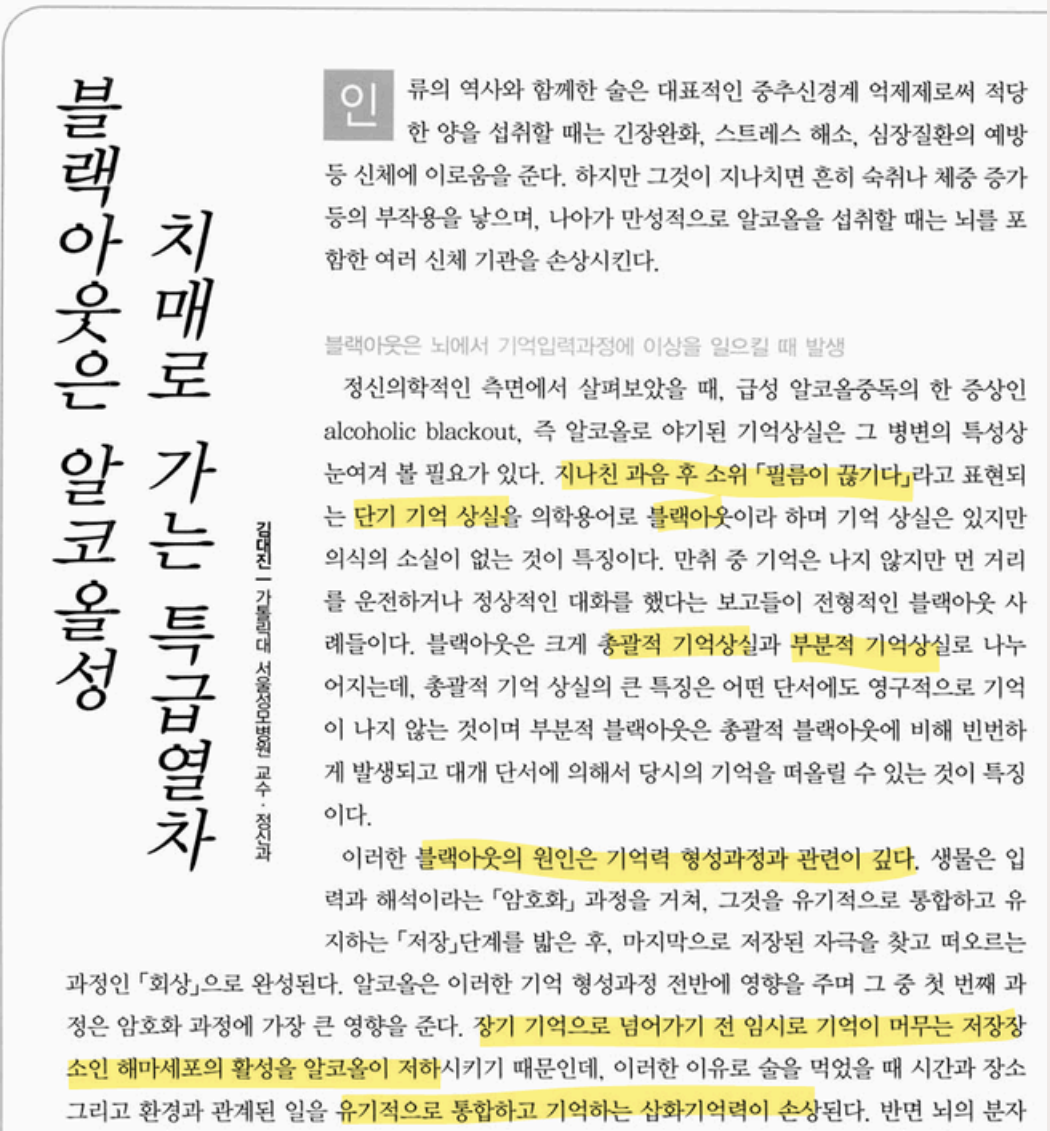 블랙아웃은 알코올성
치매로 가는 특급열차
김대진 | 가톨릭대 서울성모병원 교수 · 정신과
인류의 역사와 함께한 술은 대표적인 중추신경계 억제제로써 적당
한 양을 섭취할 때는 긴장완화, 스트레스 해소, 심장질환의 예방
등 신체에 이로움을 준다. 하지만 그것이 지나치면 흔히 숙취나 체중 증가
등의 부작용을 낳으며, 나아가 만성적으로 알코올을 섭취할 때는 뇌를 포
함한 여러 신체 기관을 손상시킨다.
블랙아웃은 뇌에서 기억입력과정에 이상을 일으킬 때 발생
정신의학적인 측면에서 살펴보았을 때, 급성 알코올중독의 한 증상인
alcoholic blackout, 즉 알코올로 야기된 기억상실은 그 병변의 특성상
눈여겨 볼 필요가 있다. 지나친 과음 후 소위 「필름이 끊기다」라고 표현되
는 단기 기억 상실을 의학용어로 블랙아웃이라 하며 기억 상실은 있지만
의식의 소실이 없는 것이 특징이다. 만취 중 기억은 나지 않지만 먼 거리
를 운전하거나 정상적인 대화를 했다는 보고들이 전형적인 블랙아웃 사
례들이다. 블랙아웃은 크게 총괄적 기억상실과 부분적 기억상실로 나누
어지는데, 총괄적 기억 상실의 큰 특징은 어떤 단서에도 영구적으로 기억
이 나지 않는 것이며 부분적 블랙아웃은 총괄적 블랙아웃에 비해 빈번하
게 발생되고 대개 단서에 의해서 당시의 기억을 떠올릴 수 있는 것이 특징
이다.
이러한 블랙아웃의 원인은 기억력 형성과정과 관련이 깊다. 생물은 입
력과 해석이라는 「암호화」 과정을 거쳐, 그것을 유기적으로 통합하고 유
지하는 「저장」단계를 밟은 후, 마지막으로 저장된 자극을 찾고 떠오르는
과정인 「회상」으로 완성된다. 알코올은 이러한 기억 형성과정 전반에 영향을 주며 그 중 첫 번째 과
정은 암호화 과정에 가장 큰 영향을 준다. 장기 기억으로 넘어가기 전 임시로 기억이 머무는 저장장
소인 해마세포의 활성을 알코올이 저하시키기 때문인데, 이러한 이유로 술을 먹었을 때 시간과 장소
그리고 환경과 관계된 일을 유기적으로 통합하고 기억하는 삽화기억력이 손상된다. 반면 뇌의 분자